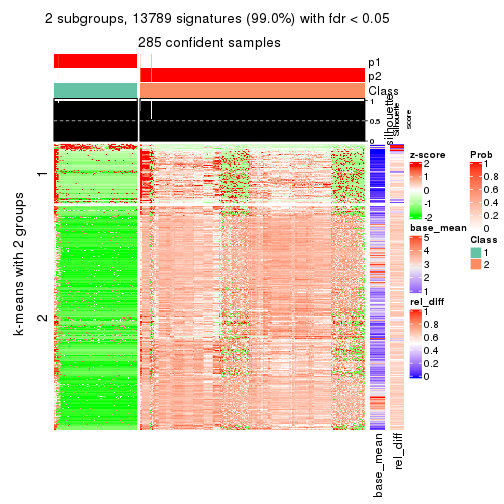 2 subgroups, 13789 signatures (99.0%) with fdr < 0.05
285 confident samples
p1
p2
Class
1
0.5
0
silhouette
Silhouette
score
k-means with 2 groups
1
2
z-score
2
1
0
-1
-2
base_mean
5
4
3
2
1
rel_diff
1
0.8
0.6
0.4
0.2
0
Prob
1
0.8
0.6
0.4
0.2
0
Class
1
2
base_mean
rel_diff